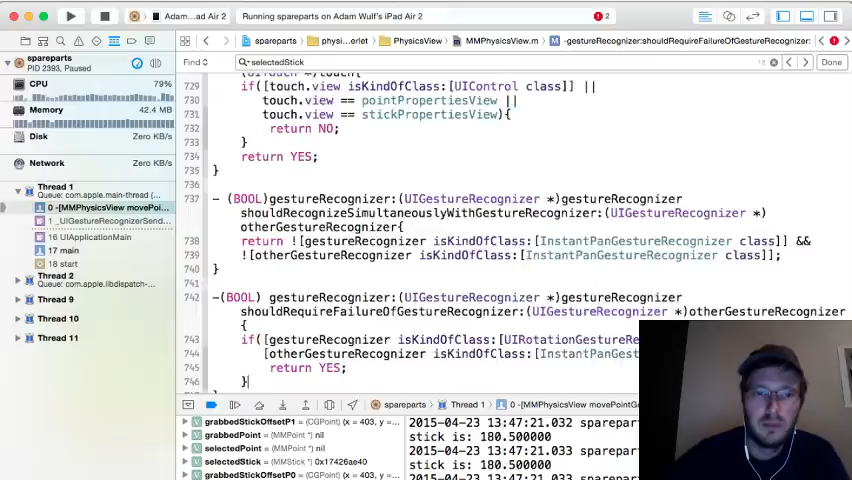 Adam...ad Air 2
Running spareparts on Adam Wulf's iPad Air 2
2
spareparts
physi...erlet
PhysicsView
MMPhysicsView.m
-gestureRecognizer:shouldRequireFailureOfGestureRecognizer:
Find
selectedStick
Done
spareparts
PID 2393, Paused
CPU 79%
Memory 42.4 MB
Disk Zero KB/s
Network Zero KB/s
Thread 1
Queue: com.apple.main-thread (...
0 -[MMPhysicsView movePoi...
1 _UIGestureRecognizerSend...
16 UIApplicationMain
17 main
18 start
Thread 2
Queue: com.apple.libdispatch-...
Thread 9
Thread 10
Thread 11
(UITouch *)touch{
729 if([touch.view isKindOfClass:[UIControl class]] ||
730 touch.view == pointPropertiesView ||
731 touch.view == stickPropertiesView){
732 return NO;
733 }
734 return YES;
735 }
736
737 - (BOOL)gestureRecognizer:(UIGestureRecognizer *)gestureRecognizer
shouldRecognizeSimultaneouslyWithGestureRecognizer:(UIGestureRecognizer *)
otherGestureRecognizer{
738 return ![gestureRecognizer isKindOfClass:[InstantPanGestureRecognizer class]] &&
739 ![otherGestureRecognizer isKindOfClass:[InstantPanGestureRecognizer class]];
740 }
741
742 -(BOOL) gestureRecognizer:(UIGestureRecognizer *)gestureRecognizer
shouldRequireFailureOfGestureRecognizer:(UIGestureRecognizer *)otherGestureRecognizer
{
743 if([gestureRecognizer isKindOfClass:[UIRotationGestureRe
744 [otherGestureRecognizer isKindOfClass:[InstantPanGest
745 return YES;
746 }
spareparts
Thread 1
0 -[MMPhysicsView movePointG
grabbedStickOffsetP1 = (CGPoint) (x = 403, y =...
grabbedPoint = (MMPoint *) nil
selectedPoint = (MMPoint *) nil
selectedStick = (MMStick *) 0x17426ae40
grabbedStickOffsetP0 = (CGPoint) (x = 403, y =...
2015-04-23 13:47:21.032 spareparts
stick is: 180.500000
2015-04-23 13:47:21.033 spar
stick is: 180.500000
2015-04-23 13:47:21.033 spar